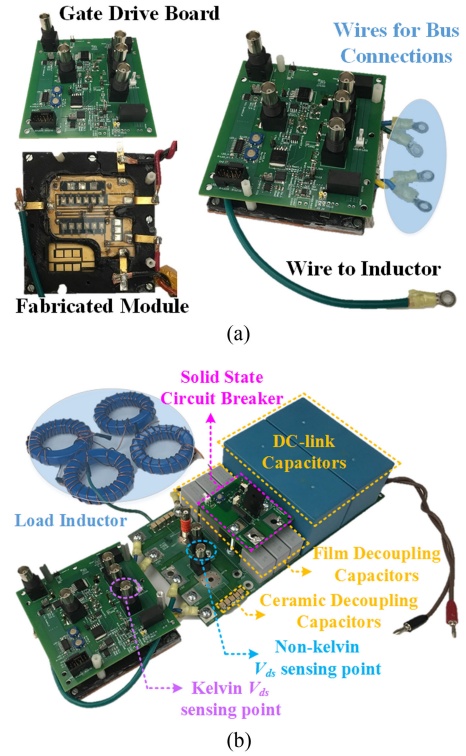 Gate Drive Board
Wires for Bus
Connections
Fabricated Module
Wire to Inductor
(a)
Solid State
Circuit Breaker
DC-link
Capacitors
Load Inductor
Film Decoupling
Capacitors
Ceramic Decoupling
Capacitors
Non-kelvin
Vds sensing point
Kelvin Vds
sensing point
(b)